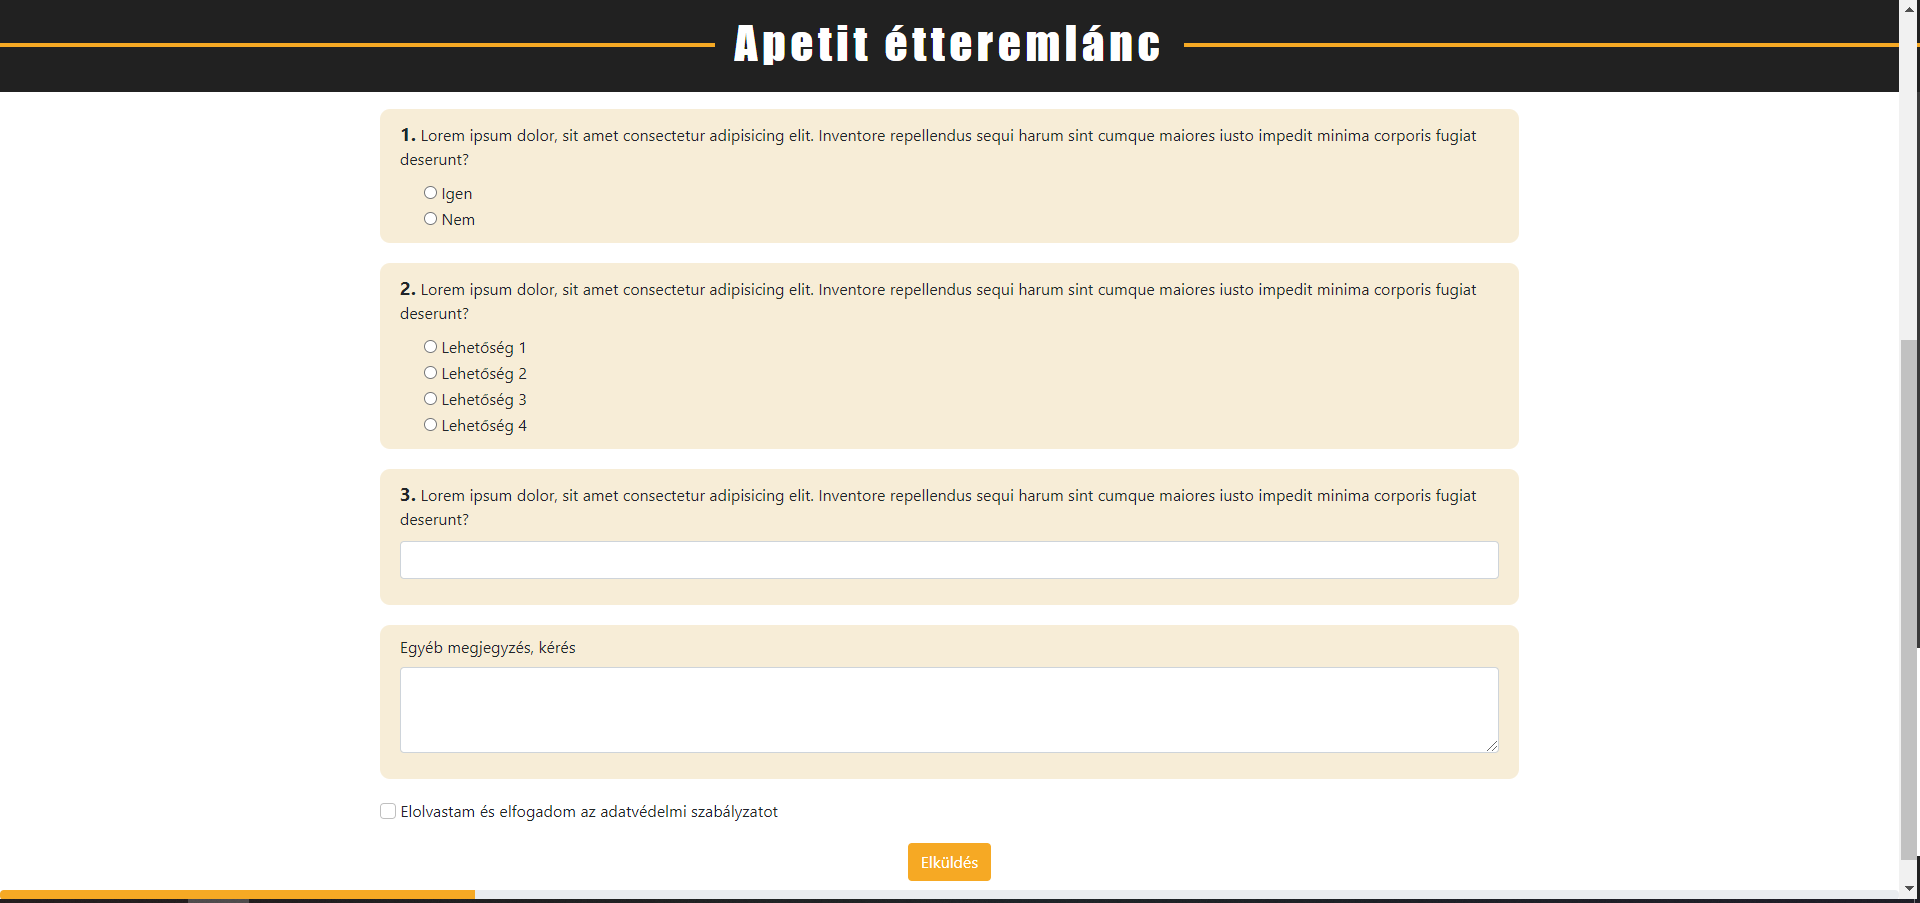 Apetit étteremlánc
1. Lorem ipsum dolor, sit amet consectetur adipisicing elit. Inventore repellendus sequi harum sint cumque maiores iusto impedit minima corporis fugiat
deserunt?
Igen
Nem
2. Lorem ipsum dolor, sit amet consectetur adipisicing elit. Inventore repellendus sequi harum sint cumque maiores iusto impedit minima corporis fugiat
deserunt?
Lehetőség 1
Lehetőség 2
Lehetőség 3
Lehetőség 4
3. Lorem ipsum dolor, sit amet consectetur adipisicing elit. Inventore repellendus sequi harum sint cumque maiores iusto impedit minima corporis fugiat
deserunt?
Egyéb megjegyzés, kérés
Elolvastam és elfogadom az adatvédelmi szabályzatot
Elküldés